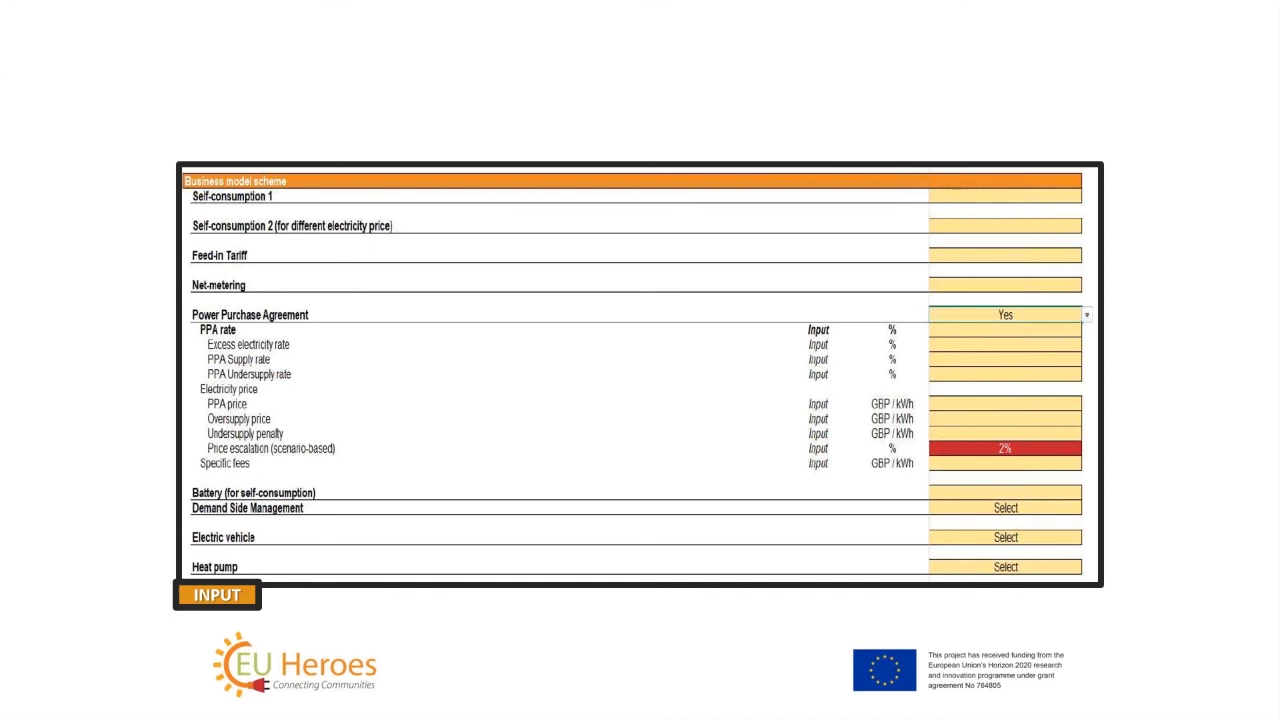 Business model scheme
Self-consumption 1
Self-consumption 2 (for different electricity price)
Feed-in Tariff
Net-metering
Power Purchase Agreement Yes
PPA rate Input %
Excess electricity rate Input %
PPA Supply rate Input %
PPA Undersupply rate Input %
Electricity price
PPA price Input GBP / kWh
Oversupply price Input GBP / kWh
Undersupply penalty Input GBP / kWh
Price escalation (scenario-based) Input % 2%
Specific fees Input GBP / kWh
Battery (for self-consumption)
Demand Side Management Select
Electric vehicle Select
Heat pump Select
INPUT
EU Heroes
Connecting Communities
This project has received funding from the
European Union's Horizon 2020 research
and innovation programme under grant
agreement No 764805